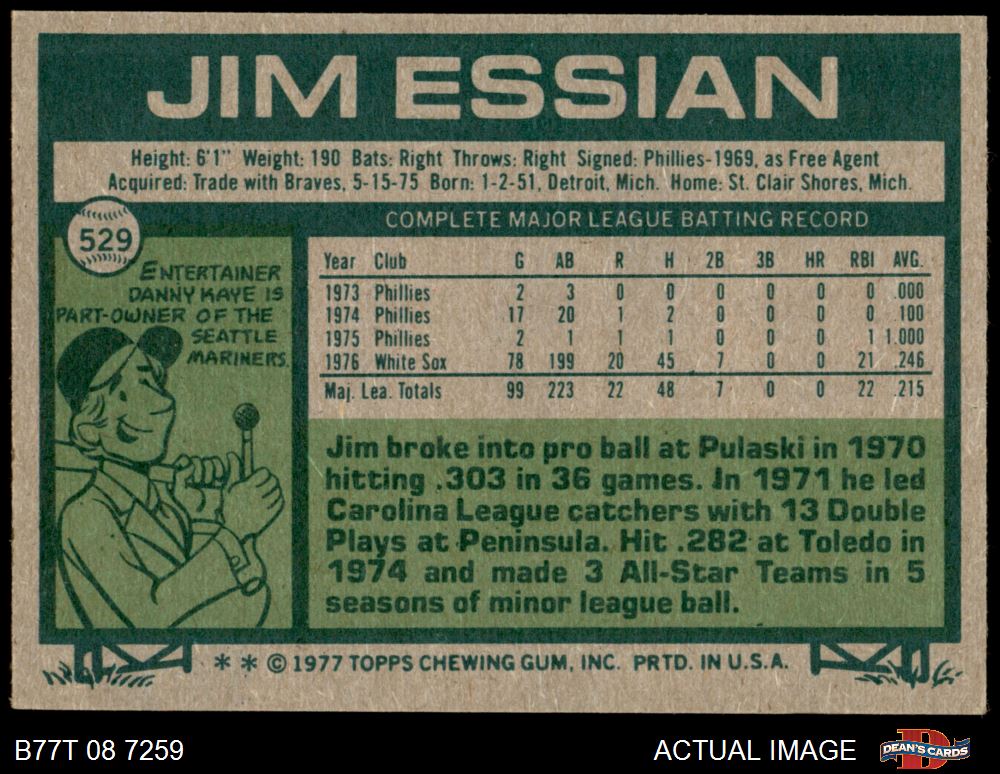 JIM ESSIAN
Height: 6'1" Weight: 190 Bats: Right Throws: Right Signed: Phillies-1969, as Free Agent
Acquired: Trade with Braves, 5-15-75 Born: 1-2-51, Detroit, Mich. Home: St. Clair Shores, Mich.
529
ENTERTAINER
DANNY KAYE IS
PART-OWNER OF THE
SEATTLE
MARINERS.
COMPLETE MAJOR LEAGUE BATTING RECORD
Year Club G AB R H 2B 3B HR RBI AVG.
1973 Phillies 2 3 0 0 0 0 0 0 .000
1974 Phillies 17 20 1 2 0 0 0 0 .100
1975 Phillies 2 1 1 1 0 0 0 1 1.000
1976 White Sox 78 199 20 45 7 0 0 21 .246
Maj. Lea. Totals 99 223 22 48 7 0 0 22 .215
Jim broke into pro ball at Pulaski in 1970
hitting .303 in 36 games. In 1971 he led
Carolina League catchers with 13 Double
Plays at Peninsula. Hit .282 at Toledo in
1974 and made 3 All-Star Teams in 5
seasons of minor league ball.
* * © 1977 TOPPS CHEWING GUM, INC. PRTD. IN U.S.A.
B77T 08 7259
ACTUAL IMAGE
DEAN'S CARDS